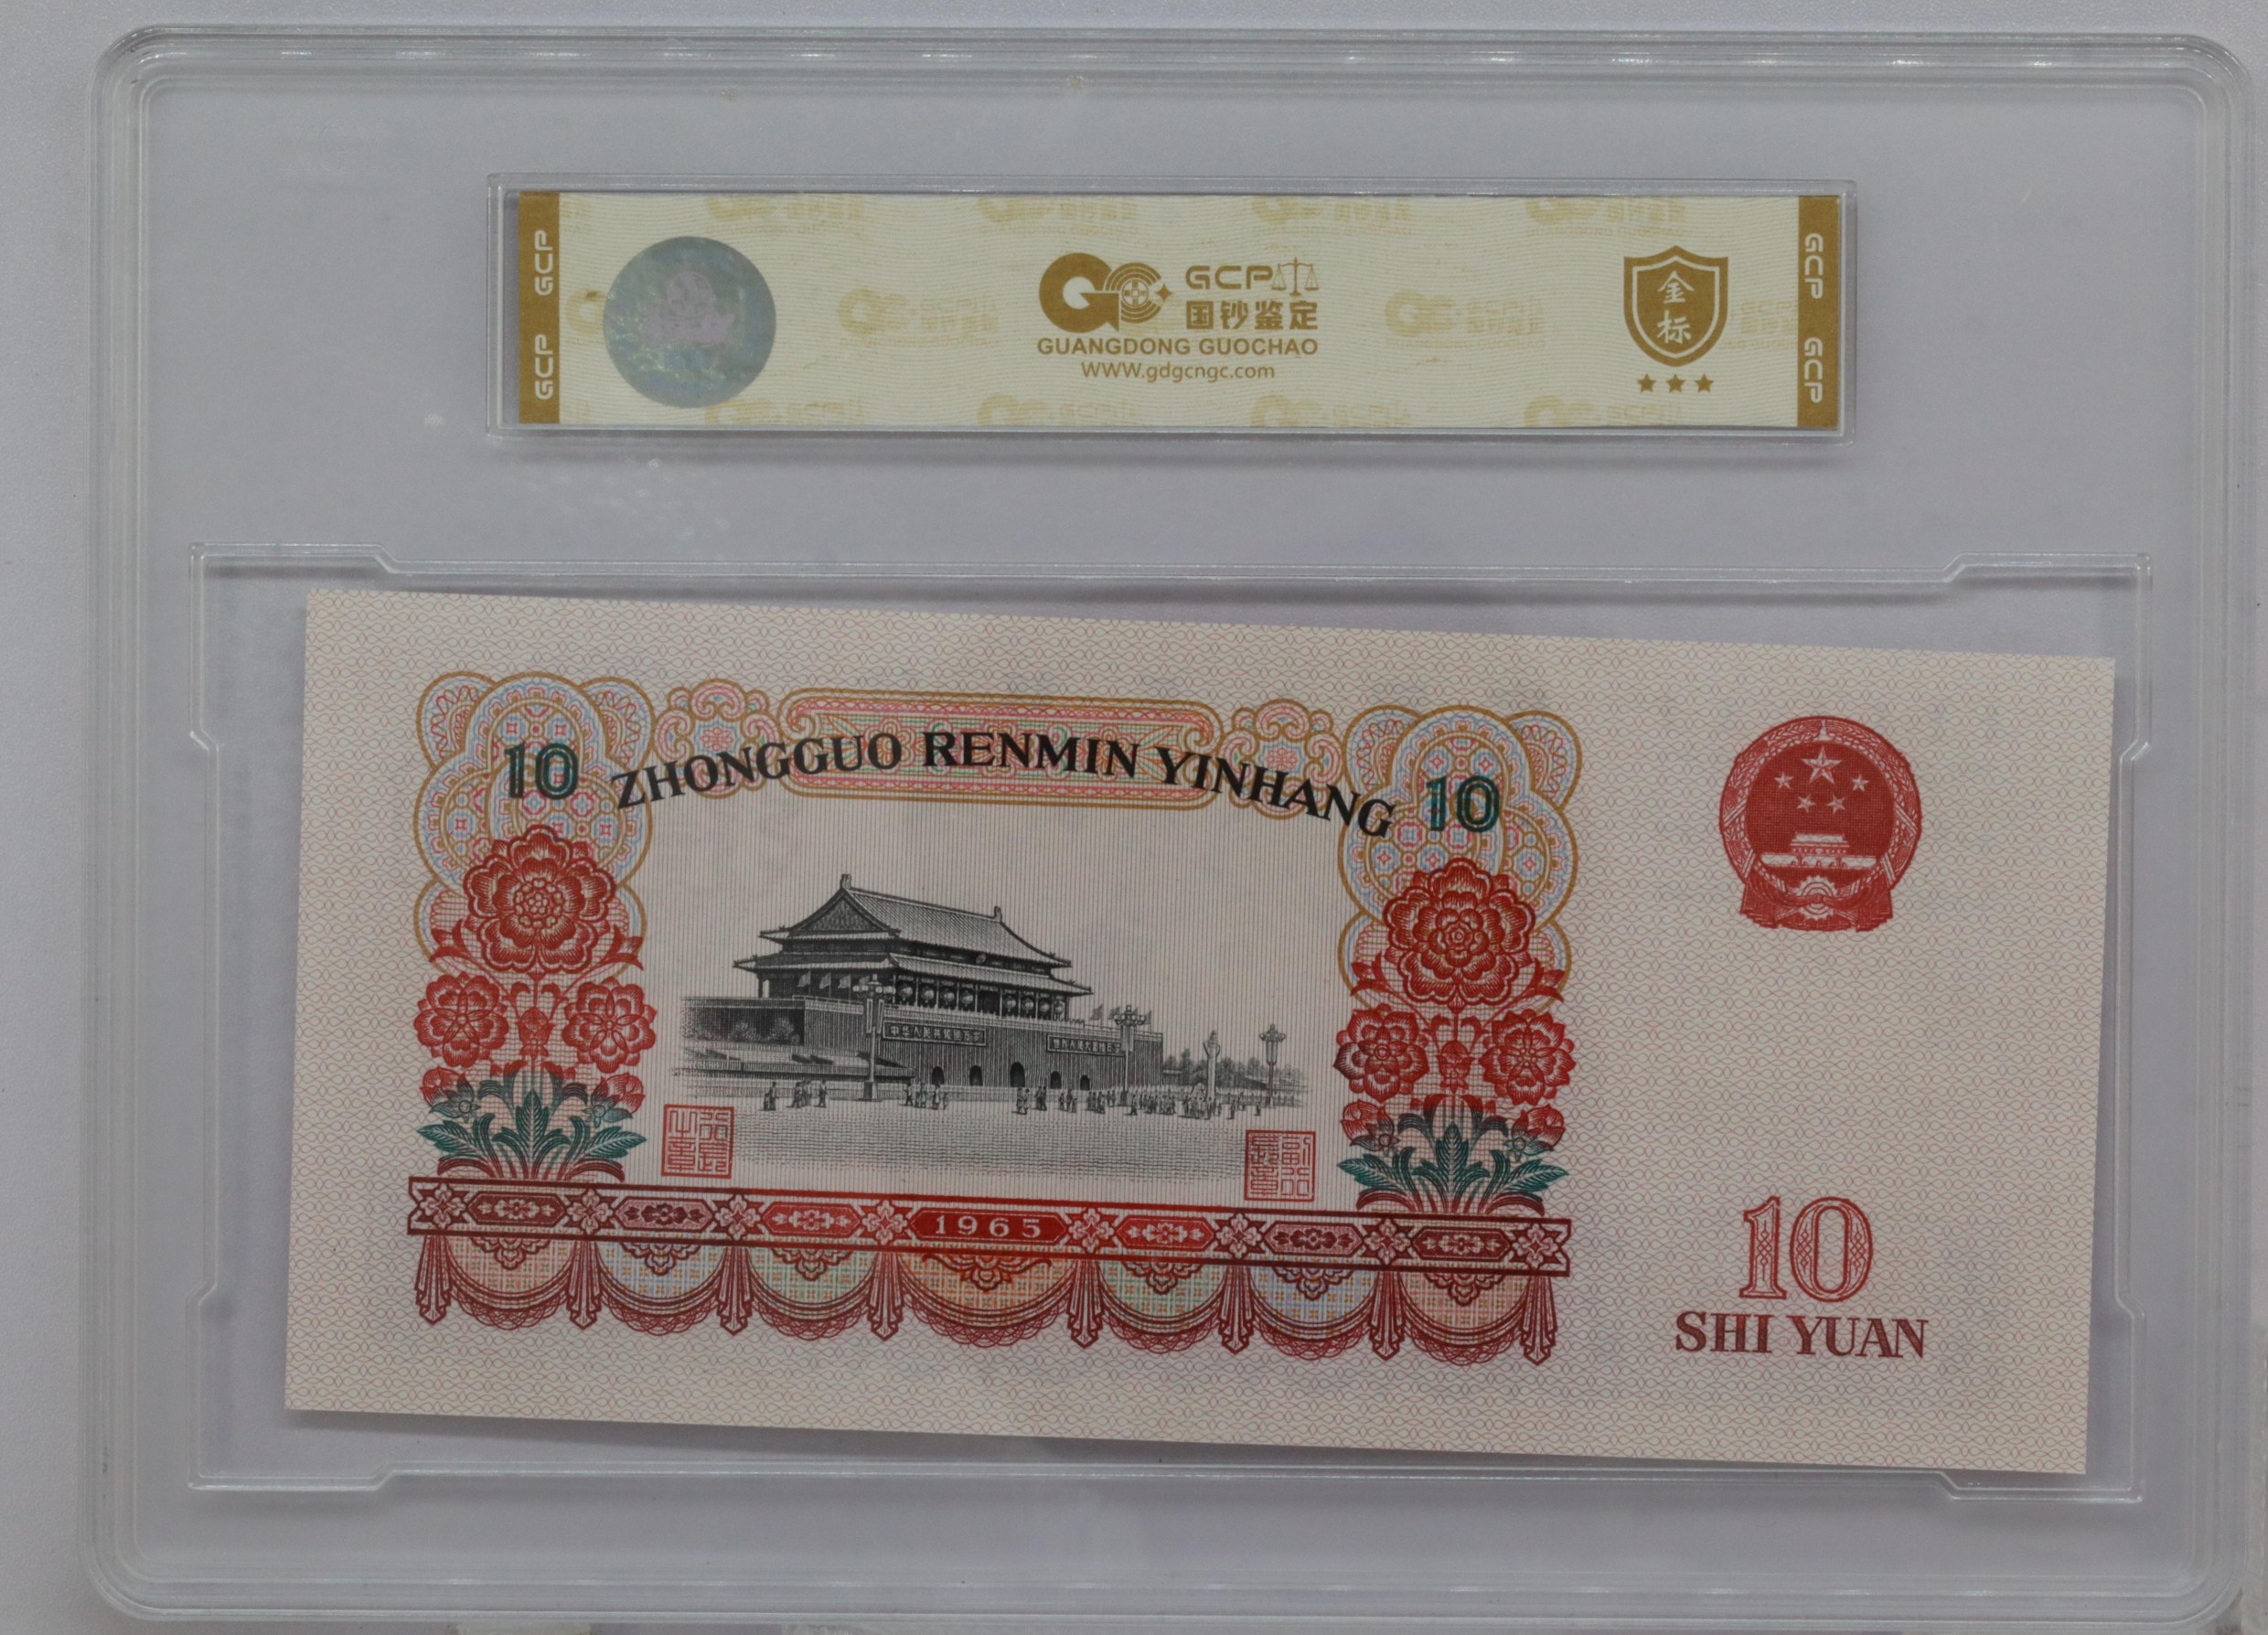 GCP GCP
GCP
国钞鉴定
GUANGDONG GUOCHAO
WWW.gdgcngc.com
金标
GCP GCP
10 ZHONGGUO RENMIN YINHANG 10
1965
10
SHI YUAN